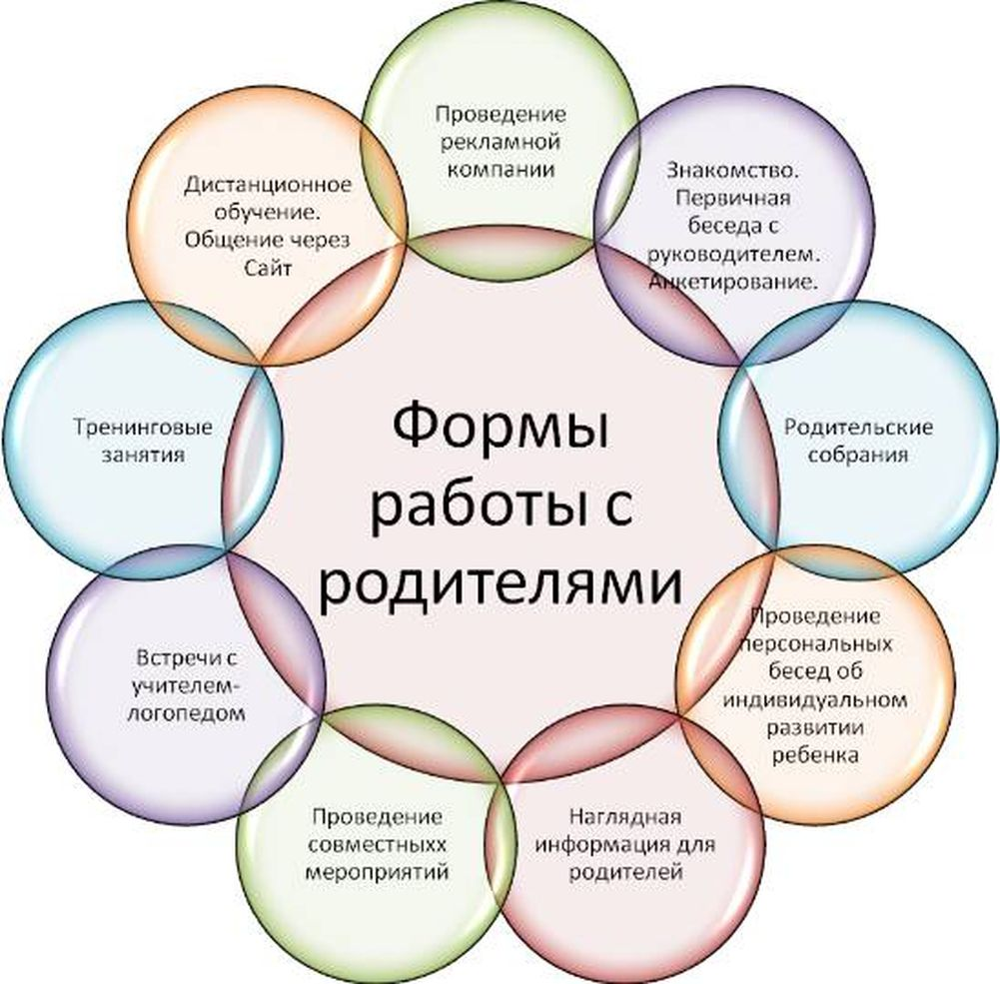 Проведение
рекламной
компании
Знакомство.
Первичная
беседа с
руководителем.
Анкетирование.
Родительские
собрания
Проведение
персональных
бесед об
индивидуальном
развитии
ребенка
Наглядная
информация для
родителей
Проведение
совместныхх
мероприятий
Встречи с
учителем-
логопедом
Тренинговые
занятия
Дистанционное
обучение.
Общение через
Сайт
Формы
работы с
родителями